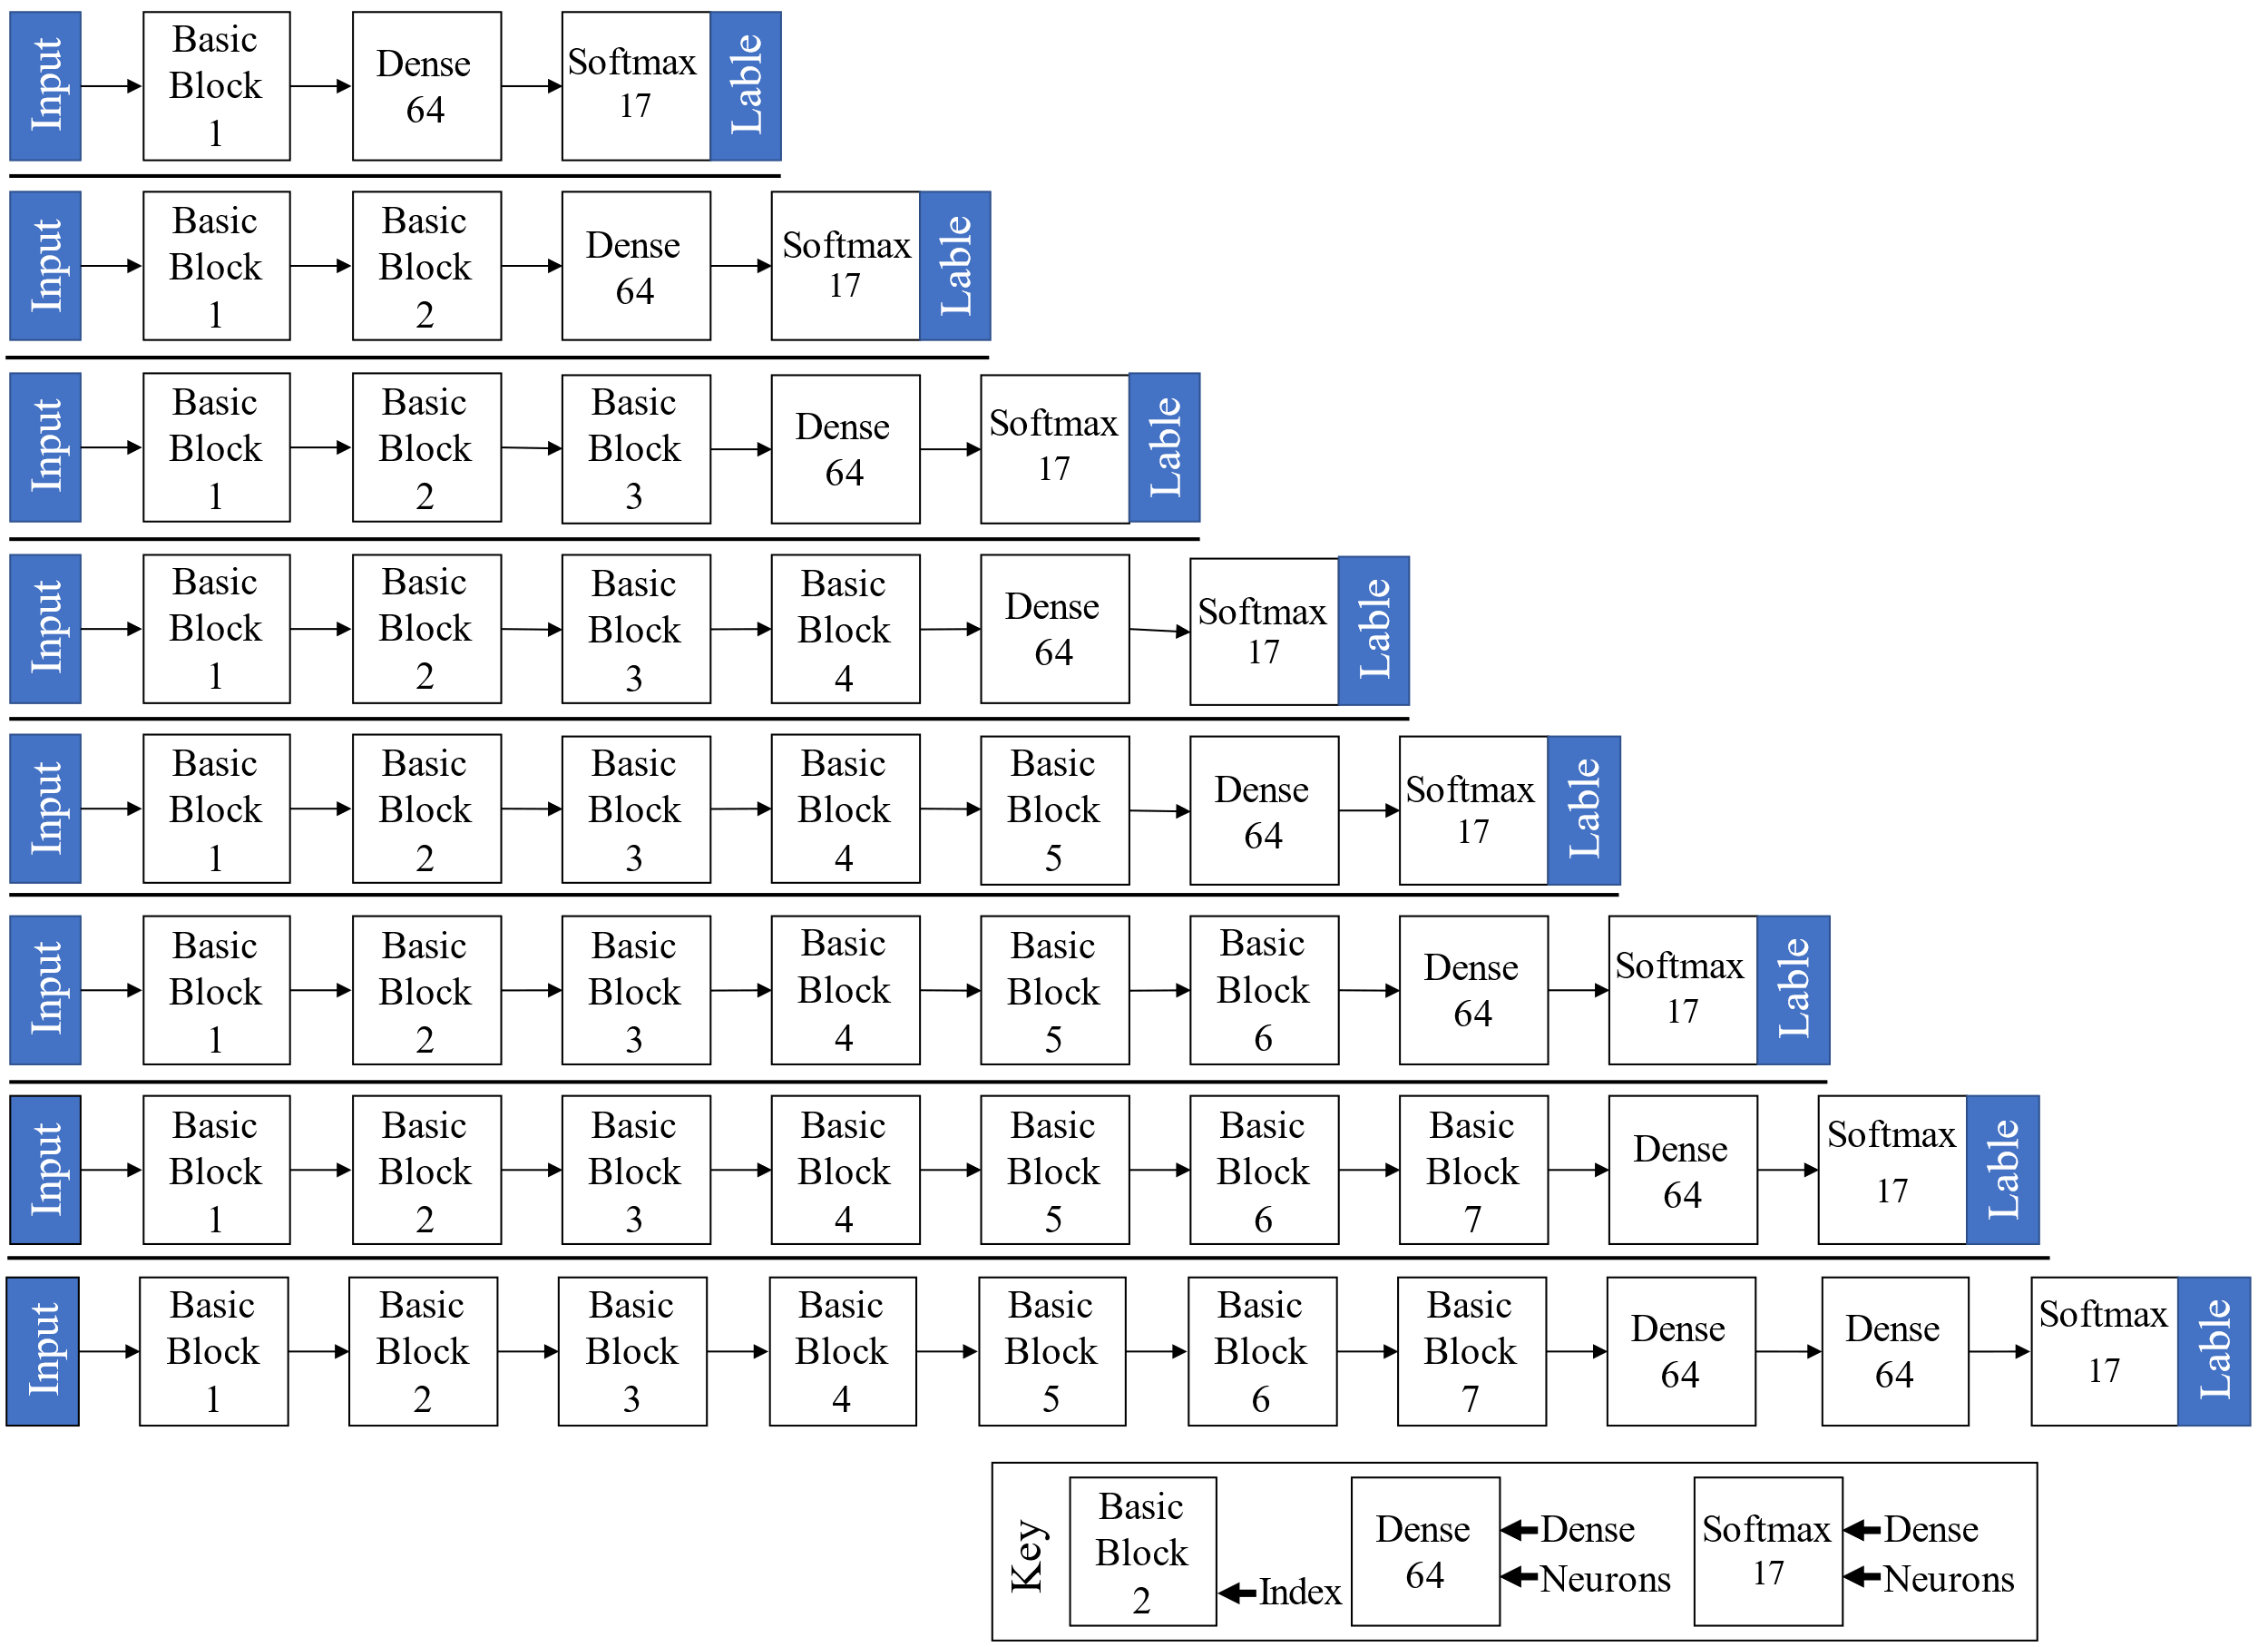 Input
Basic
Block
1
Dense
64
Softmax
17
Lable
Input
Basic
Block
1
Basic
Block
2
Dense
64
Softmax
17
Lable
Input
Basic
Block
1
Basic
Block
2
Basic
Block
3
Dense
64
Softmax
17
Lable
Input
Basic
Block
1
Basic
Block
2
Basic
Block
3
Basic
Block
4
Dense
64
Softmax
17
Lable
Input
Basic
Block
1
Basic
Block
2
Basic
Block
3
Basic
Block
4
Basic
Block
5
Dense
64
Softmax
17
Lable
Input
Basic
Block
1
Basic
Block
2
Basic
Block
3
Basic
Block
4
Basic
Block
5
Basic
Block
6
Dense
64
Softmax
17
Lable
Input
Basic
Block
1
Basic
Block
2
Basic
Block
3
Basic
Block
4
Basic
Block
5
Basic
Block
6
Basic
Block
7
Dense
64
Softmax
17
Lable
Input
Basic
Block
1
Basic
Block
2
Basic
Block
3
Basic
Block
4
Basic
Block
5
Basic
Block
6
Basic
Block
7
Dense
64
Dense
64
Softmax
17
Lable
Key
Basic
Block
2
Index
Dense
64
Dense
Neurons
Softmax
17
Dense
Neurons